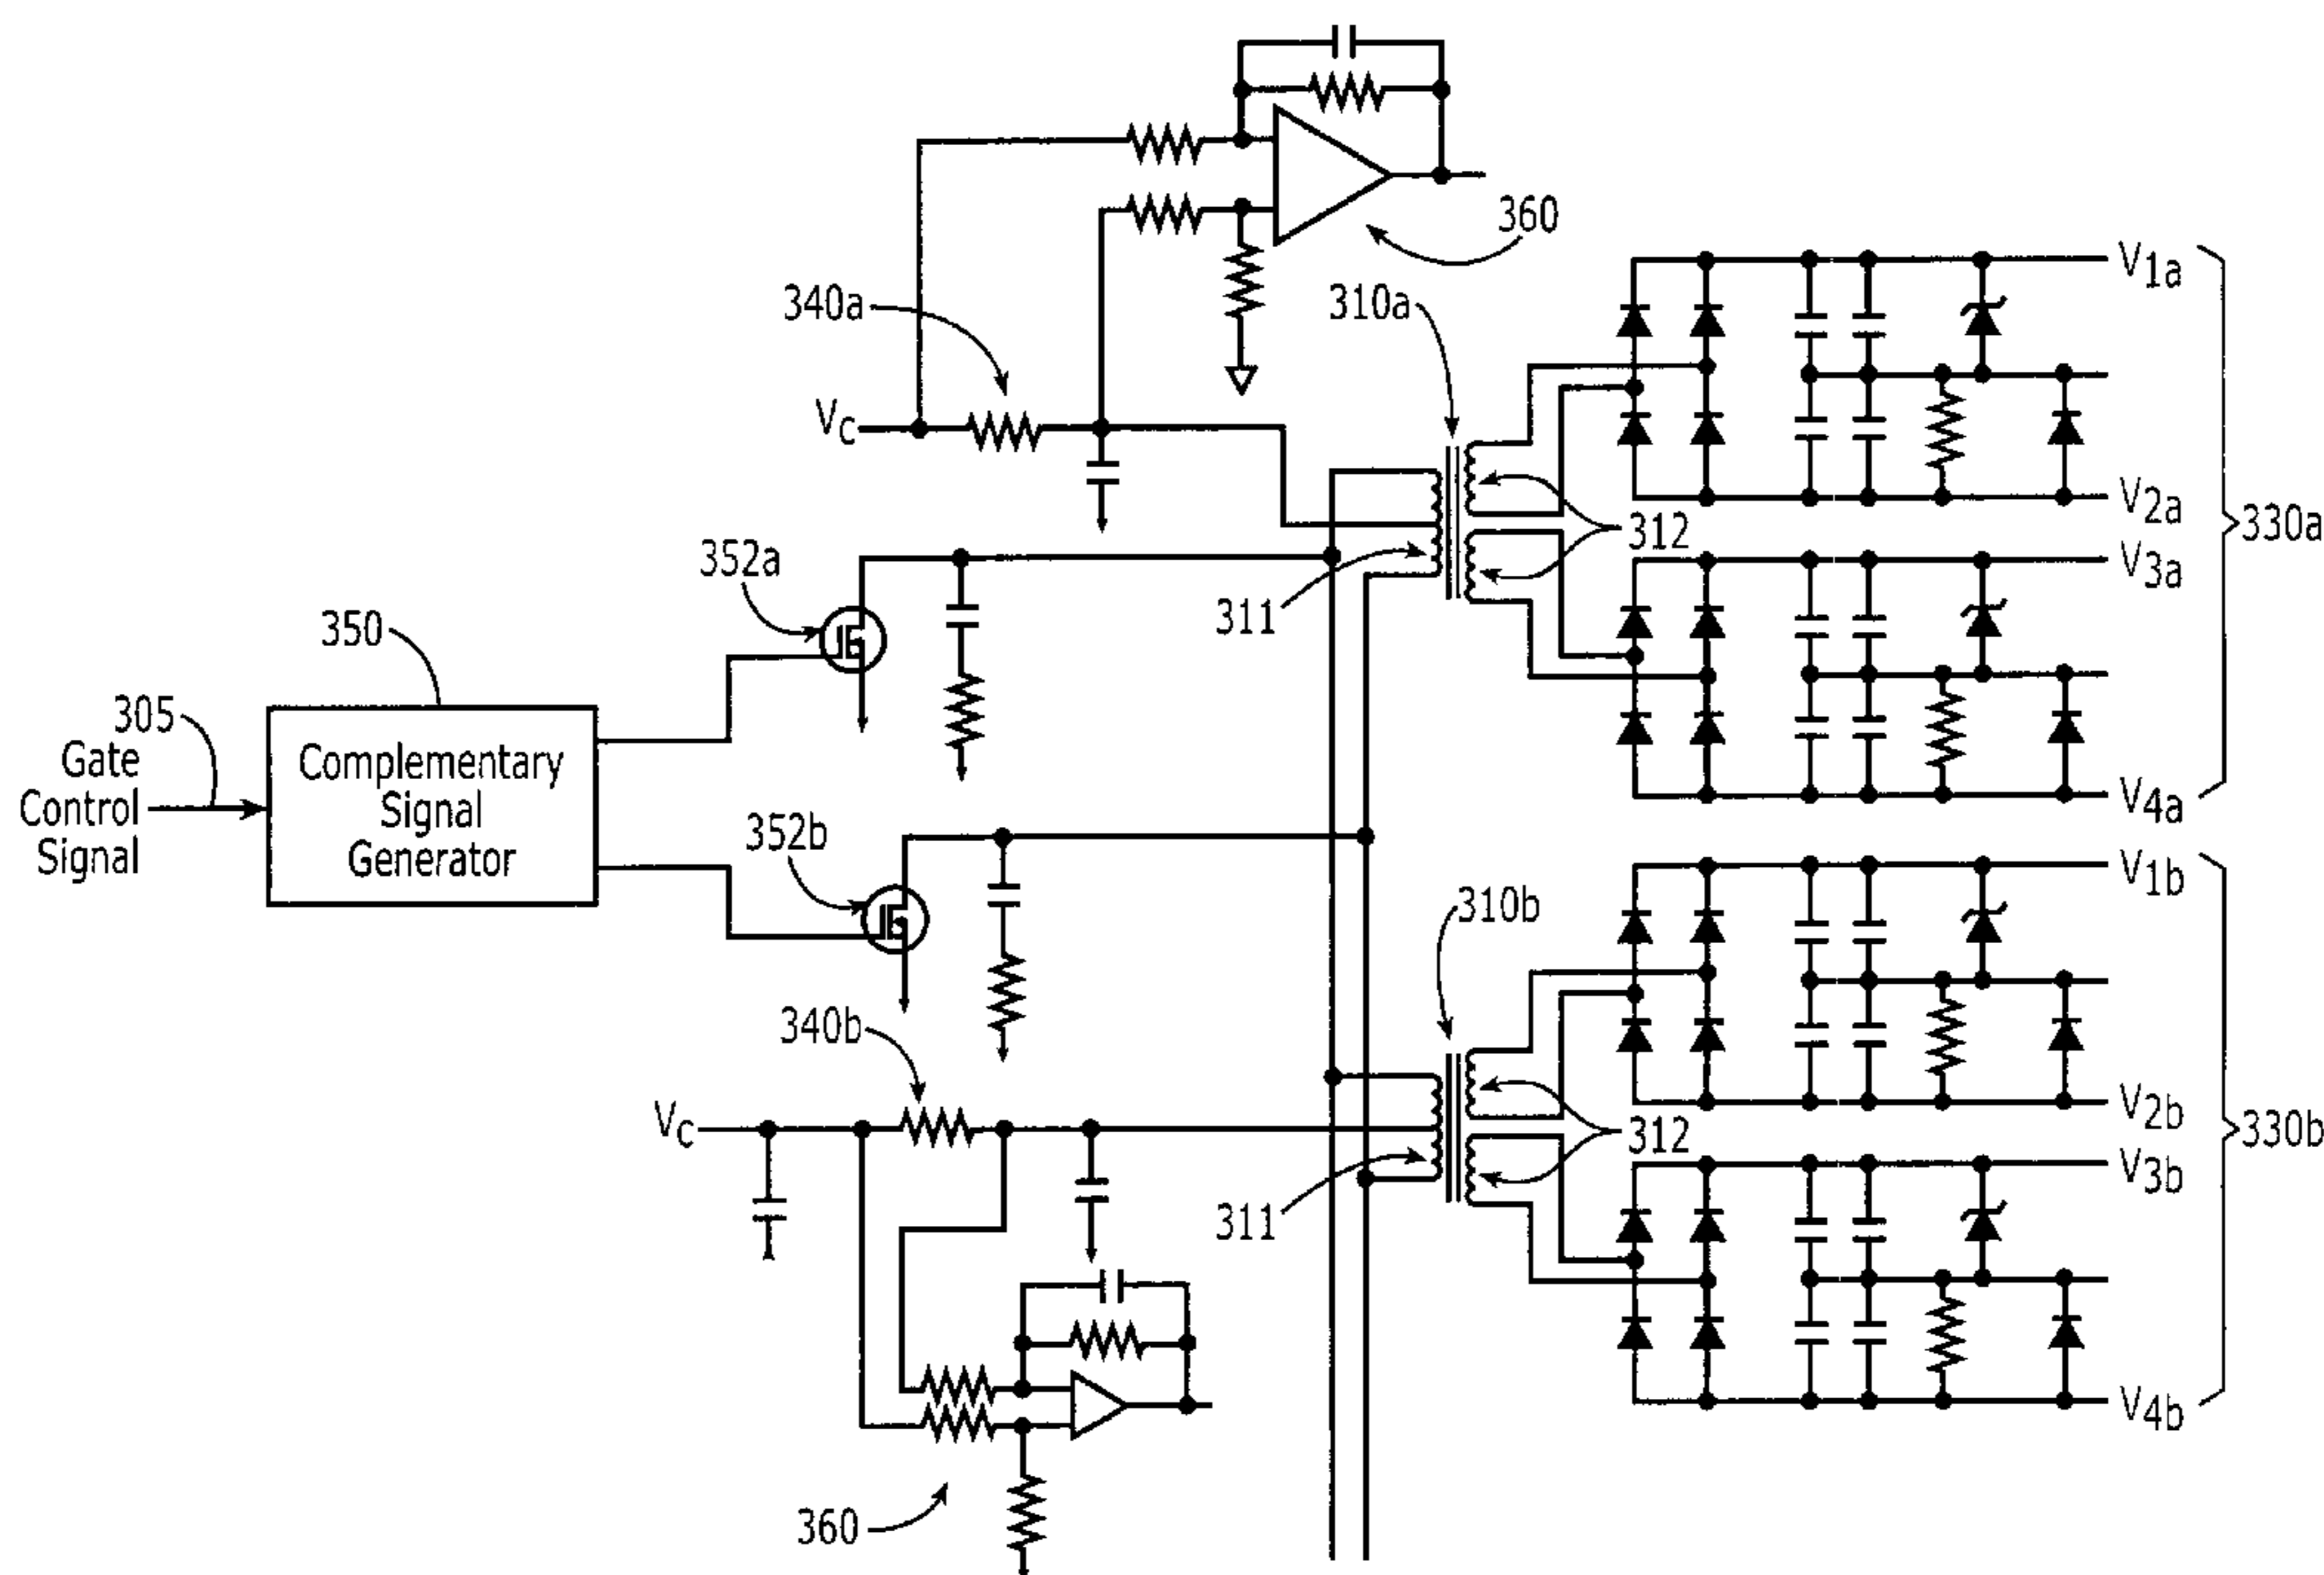 360
340a
310a
V1a
VC
V2a
312
330a
352a
V3a
311
350
305
Gate
Control
Signal
Complementary
Signal
Generator
V4a
352b
V1b
310b
340b
VC
V2b
312
330b
V3b
311
V4b
360